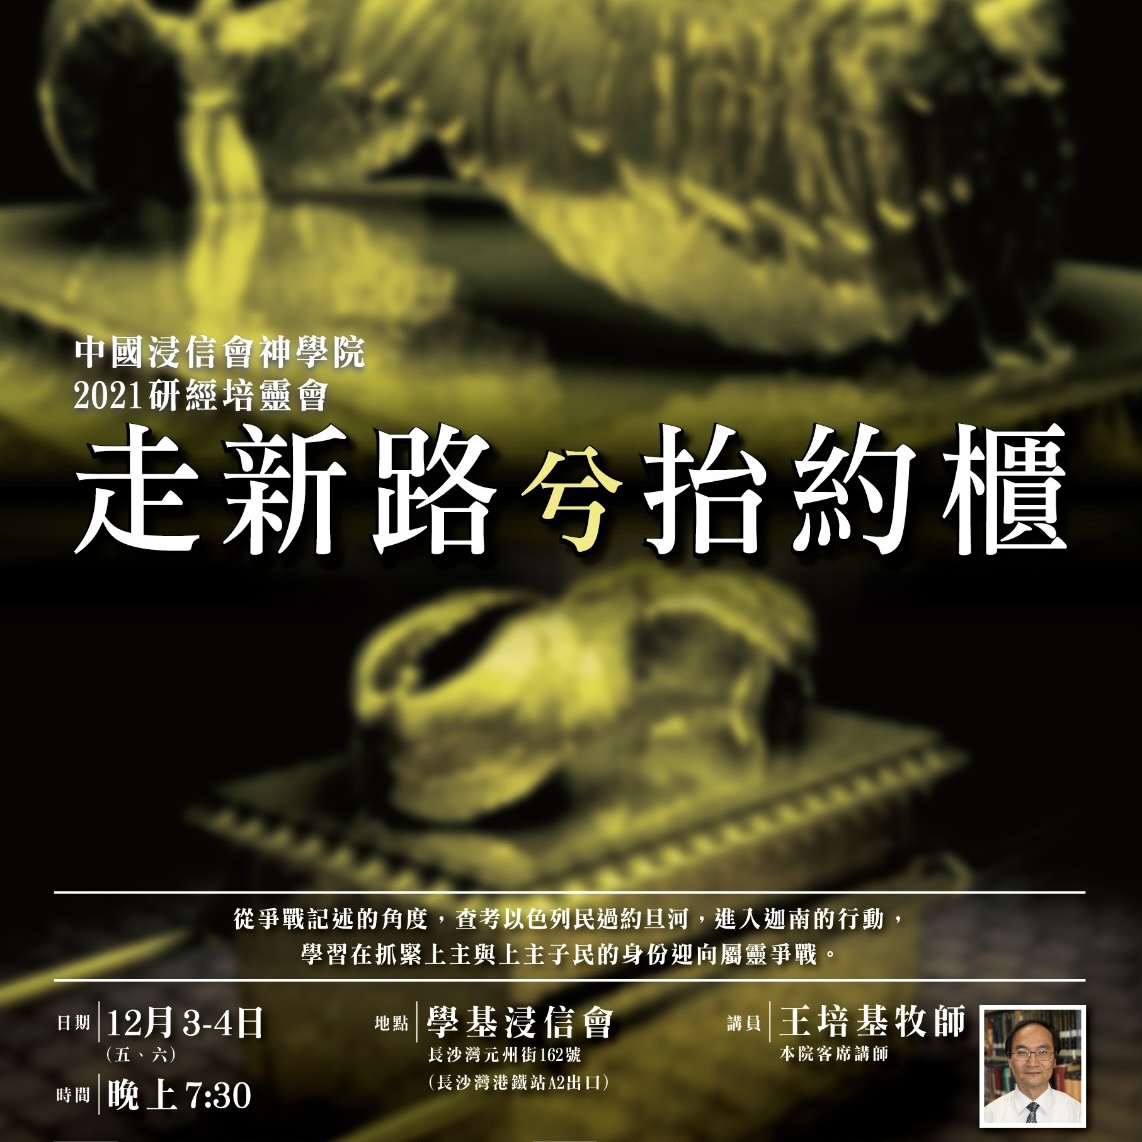 中國浸信會神學院
2021研經培靈會
走新路兮抬約櫃
從爭戰記述的角度，查考以色列民過約旦河，進入迦南的行動，
學習在抓緊上主與上主子民的身份迎向屬靈爭戰。
日期 12月3-4日
（五、六）
時間 晚上7:30
地點 學基浸信會
長沙灣元州街162號
（長沙灣港鐵站A2出口）
講員 王培基牧師
本院客席講師